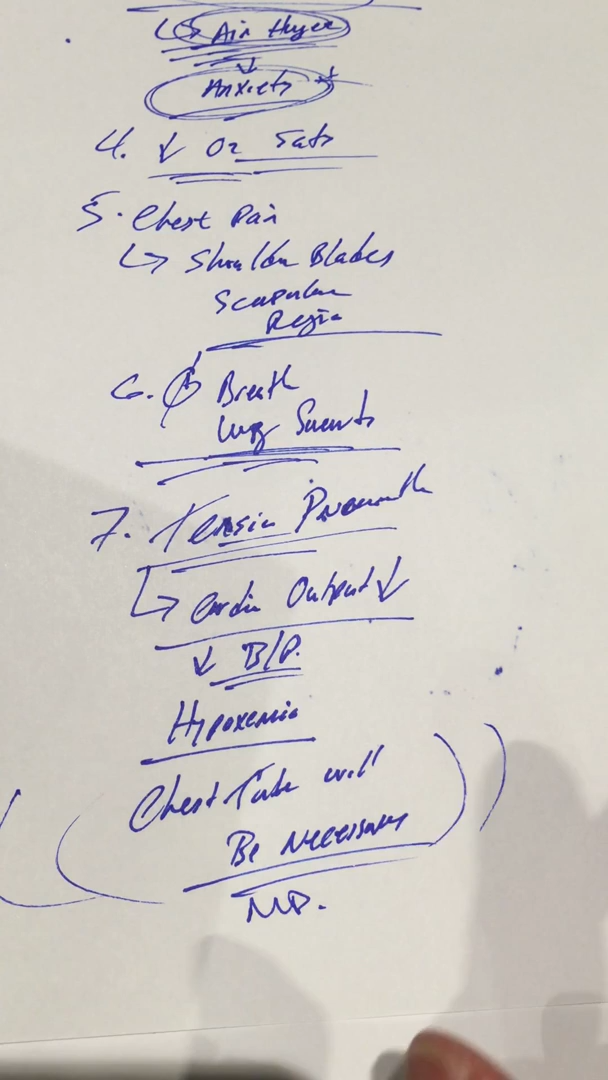 ↳ Air Hunger
↓
Anxiety
4. ↓ O2 Sats
5. Chest Pain
↳ Shoulder Blades
Scapular
Region
6. Ø Breath
Lung Sounds
7. Tension Pneumoth
↳ Cardiac Output ↓
↓ B/P.
Hypoxemia
Chest Tube will
Be Necessary
MD.